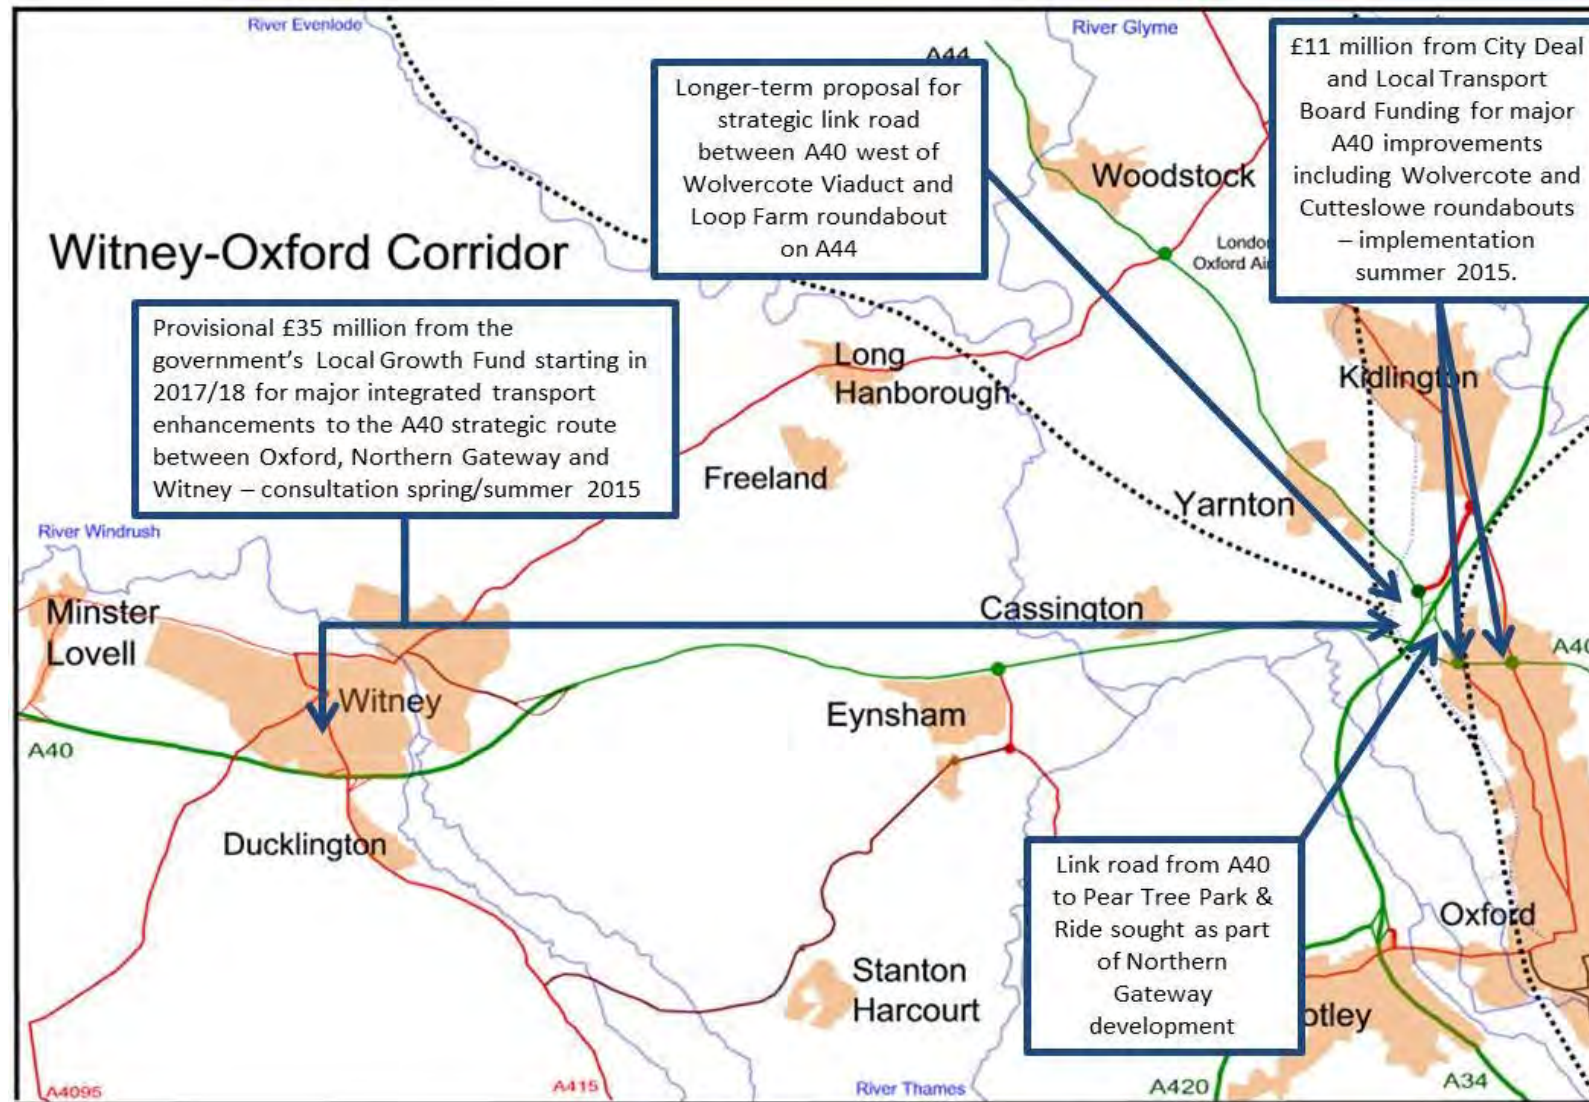 River Evenlode
River Glyme
A44
£11 million from City Deal
and Local Transport
Board Funding for major
A40 improvements
including Wolvercote and
Cutteslowe roundabouts
– implementation
summer 2015.
Longer-term proposal for
strategic link road
between A40 west of
Wolvercote Viaduct and
Loop Farm roundabout
on A44
Woodstock
Londo
Oxford Air
Witney-Oxford Corridor
Provisional £35 million from the
government’s Local Growth Fund starting in
2017/18 for major integrated transport
enhancements to the A40 strategic route
between Oxford, Northern Gateway and
Witney – consultation spring/summer 2015
Long
Hanborough
Kidlington
Freeland
Yarnton
River Windrush
Minster
Lovell
Cassington
A40
Witney
Eynsham
A40
Ducklington
Link road from A40
to Pear Tree Park &
Ride sought as part
of Northern
Gateway
development
Oxford
Stanton
Harcourt
otley
A4095
A415
River Thames
A420
A34